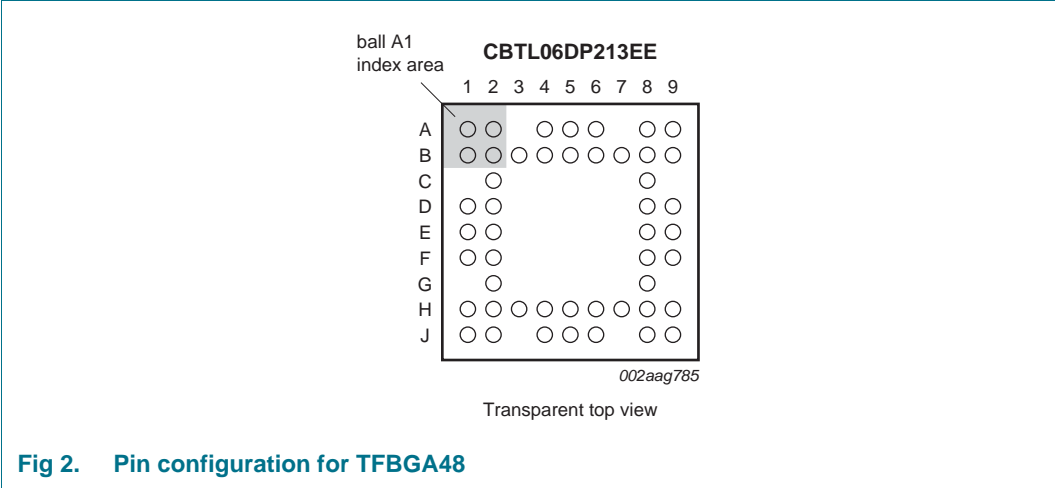 ball A1
index area
CBTL06DP213EE
1 2 3 4 5 6 7 8 9
A
B
C
D
E
F
G
H
J
002aag785
Transparent top view
Fig 2. Pin configuration for TFBGA48